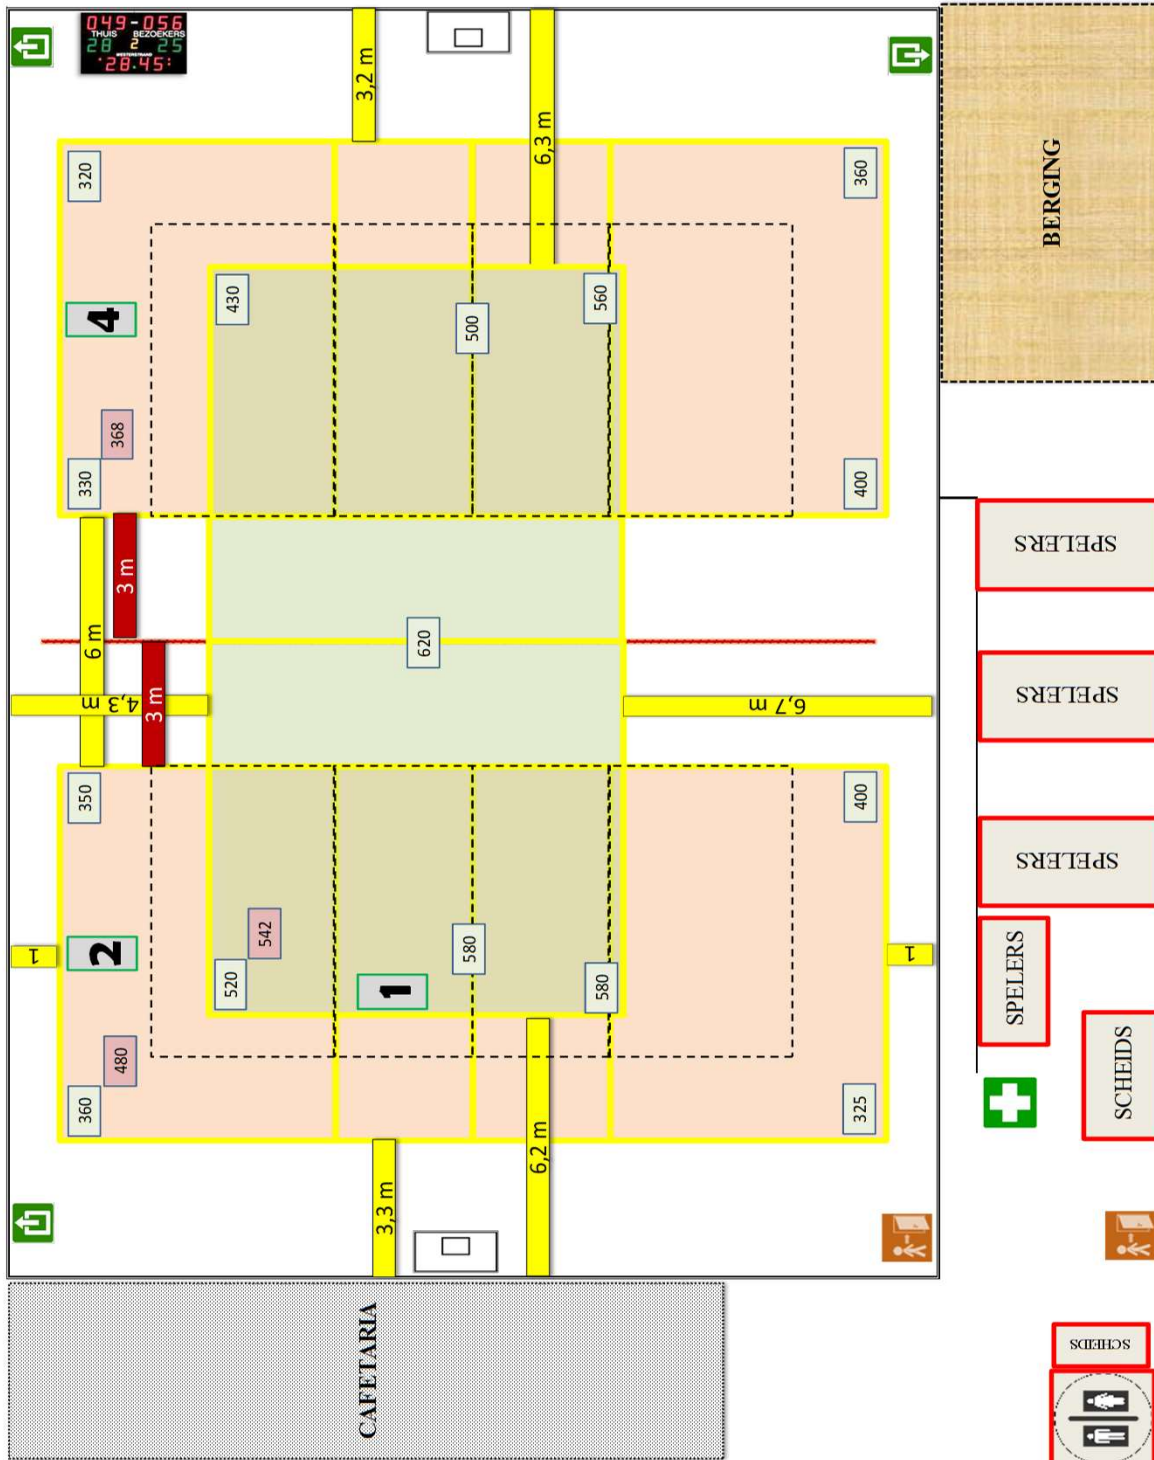 049-056
THUIS BEZOEKERS
28 2 25
WESTERSTRAND
28.45
3,2 m
6,3 m
320
360
BERGING
4
430
500
560
368
330
400
SPELERS
3 m
6 m
620
4,3 m
3 m
6,7 m
SPELERS
350
400
SPELERS
1
2
542
520
580
1
580
1
SPELERS
480
360
325
SCHEIDS
3,3 m
6,2 m
CAFETARIA
SCHEIDS